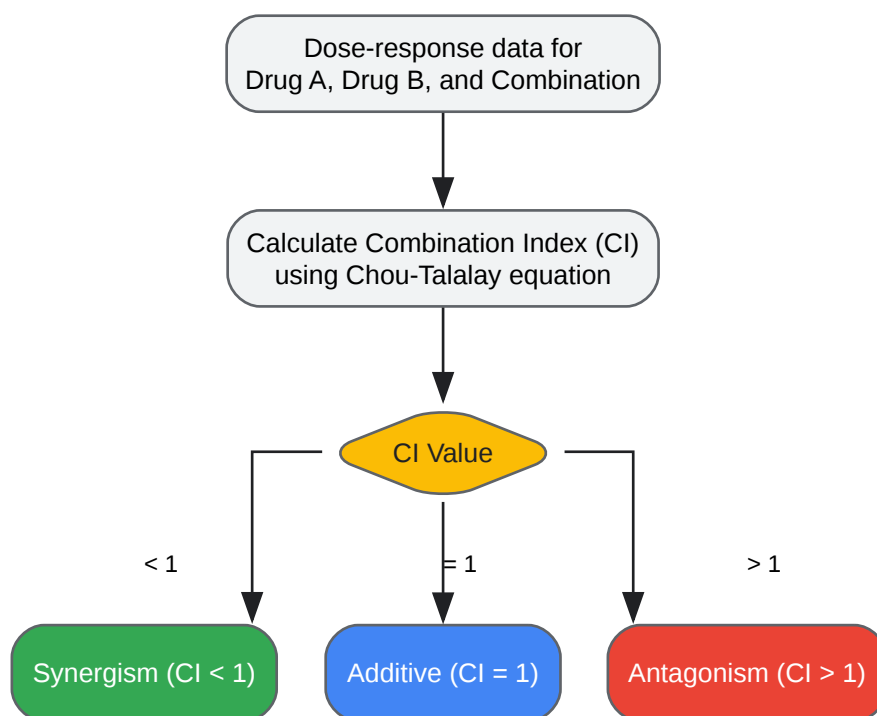 Dose-response data for
Drug A, Drug B, and Combination
Calculate Combination Index (CI)
using Chou-Talalay equation
CI Value
< 1
= 1
> 1
Synergism (CI < 1)
Additive (CI = 1)
Antagonism (CI > 1)